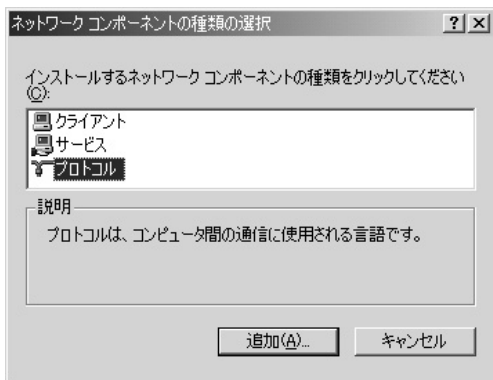 ネットワーク コンポーネントの種類の選択
インストールするネットワーク コンポーネントの種類をクリックしてください
(C):
クライアント
サービス
プロトコル
説明
プロトコルは、コンピュータ間の通信に使用される言語です。
追加(A)...
キャンセル